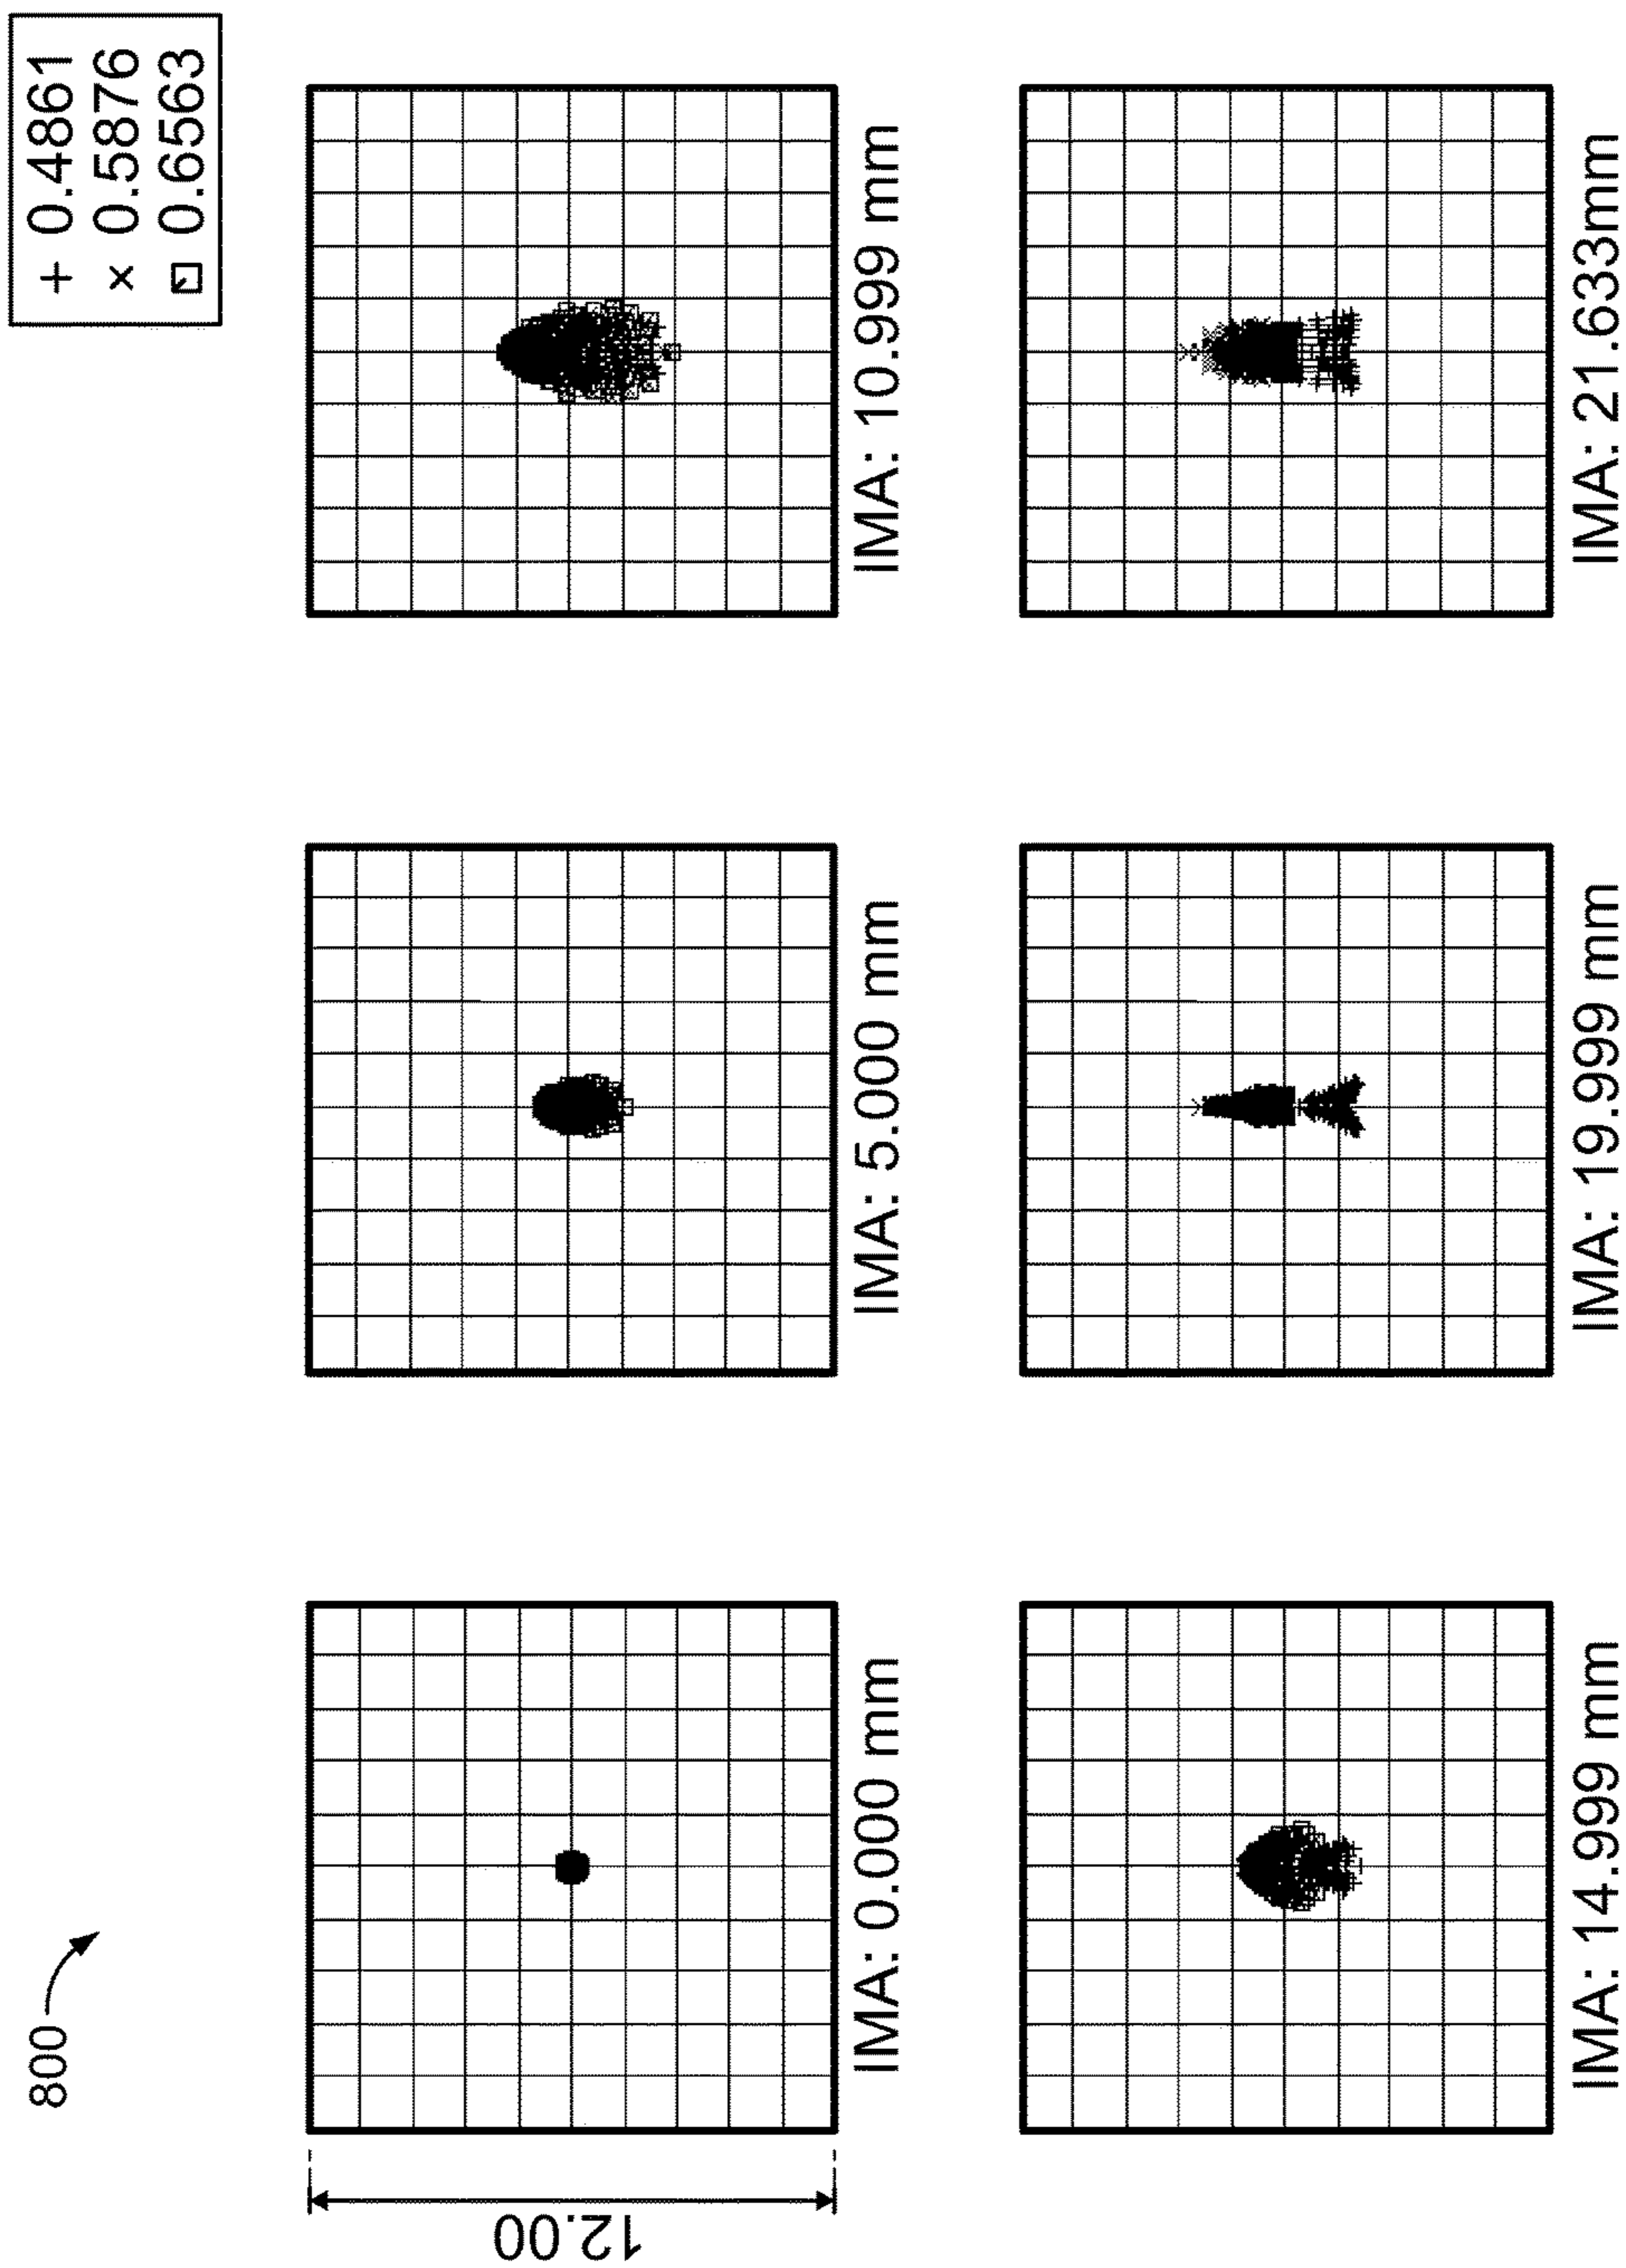 800
+ 0.4861
× 0.5876
0.6563
12.00
IMA: 0.000 mm
IMA: 5.000 mm
IMA: 10.999 mm
IMA: 14.999 mm
IMA: 19.999 mm
IMA: 21.633mm